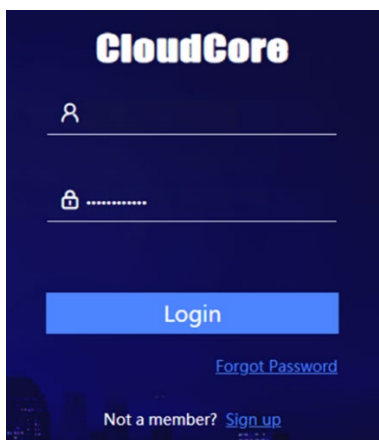 CloudCore
............
Login
Forgot Password
Not a member? Sign up